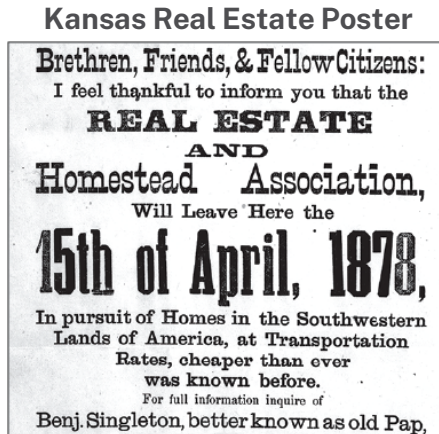 Kansas Real Estate Poster
Brethren, Friends, & Fellow Citizens:
I feel thankful to inform you that the
REAL ESTATE
AND
Homestead Association,
Will Leave Here the
15th of April, 1878,
In pursuit of Homes in the Southwestern
Lands of America, at Transportation
Rates, cheaper than ever
was known before.
For full information inquire of
Benj. Singleton, better known as old Pap,